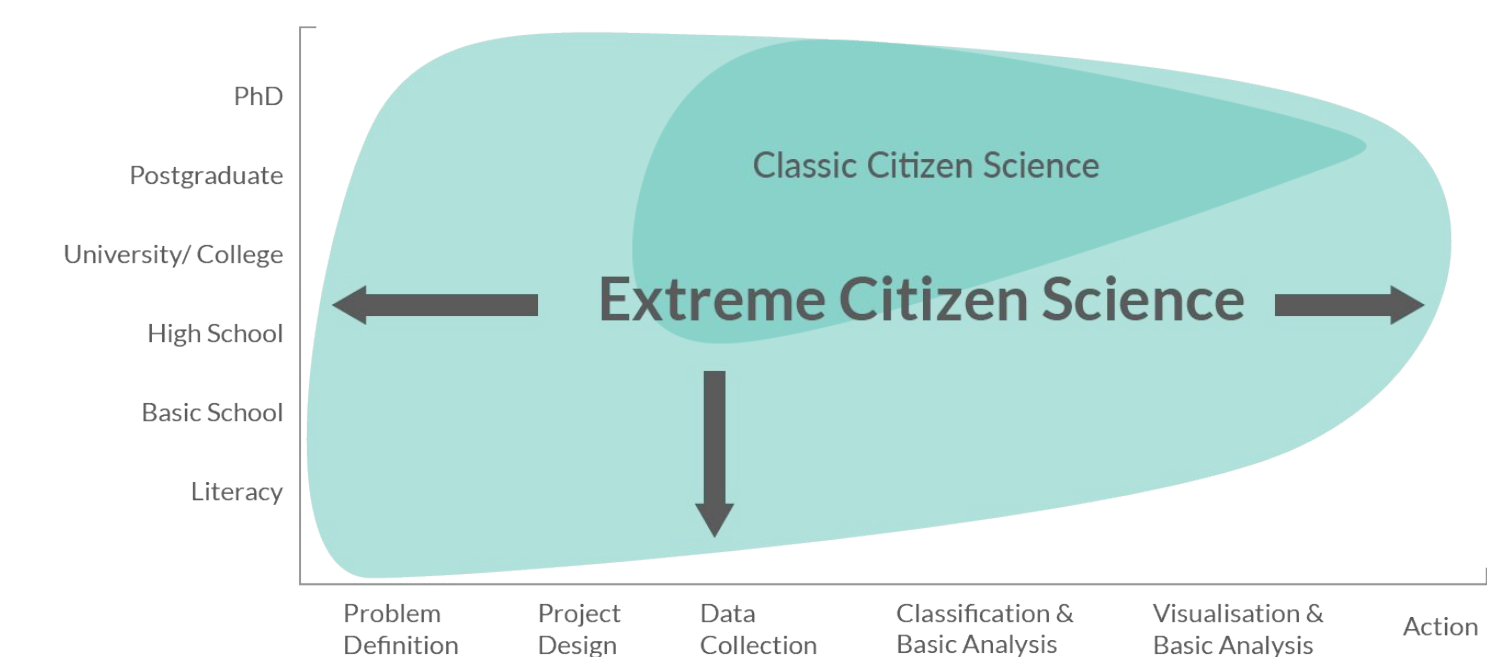 PhD
Postgraduate
University/ College
High School
Basic School
Literacy
Classic Citizen Science
Extreme Citizen Science
Problem
Definition
Project
Design
Data
Collection
Classification &
Basic Analysis
Visualisation &
Basic Analysis
Action